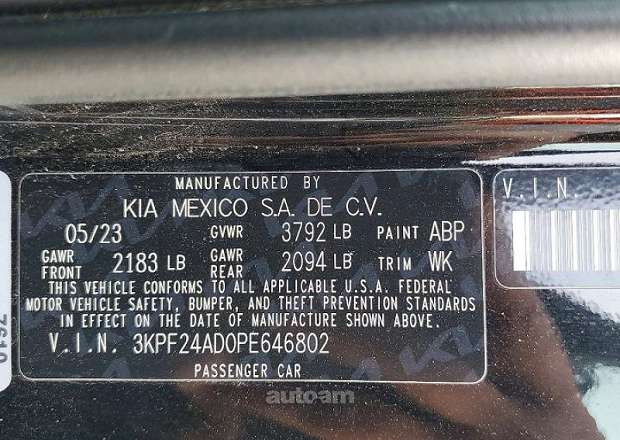 MANUFACTURED BY
KIA MEXICO S.A. DE C.V.
05/23 GVWR 3792 LB PAINT ABP
GAWR FRONT 2183 LB GAWR REAR 2094 LB TRIM WK
THIS VEHICLE CONFORMS TO ALL APPLICABLE U.S.A. FEDERAL
MOTOR VEHICLE SAFETY, BUMPER, AND THEFT PREVENTION STANDARDS
IN EFFECT ON THE DATE OF MANUFACTURE SHOWN ABOVE.
V.I.N. 3KPF24AD0PE646802
PASSENGER CAR
V.I.N
autoam